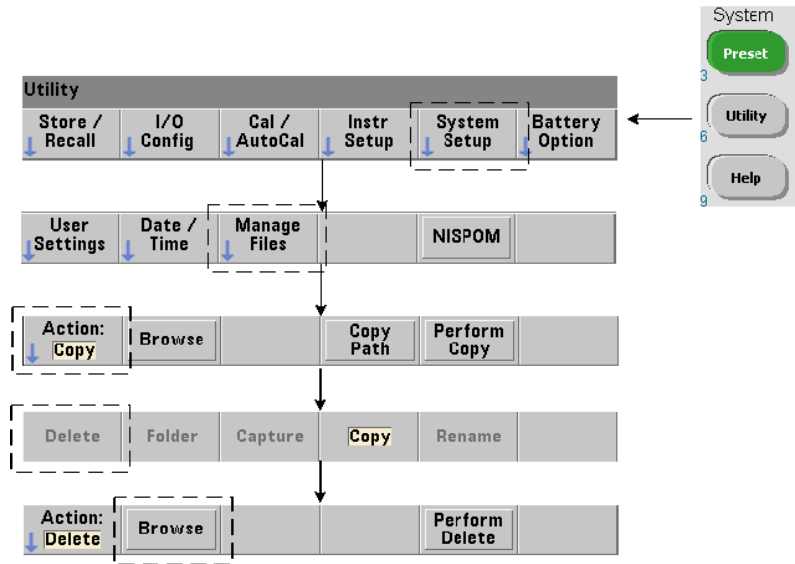 System
Preset
3
Utility
6
Help
9
Utility
Store / Recall
I/O Config
Cal / AutoCal
Instr Setup
System Setup
Battery Option
User Settings
Date / Time
Manage Files
NISPOM
Action: Copy
Browse
Copy Path
Perform Copy
Delete
Folder
Capture
Copy
Rename
Action: Delete
Browse
Perform Delete